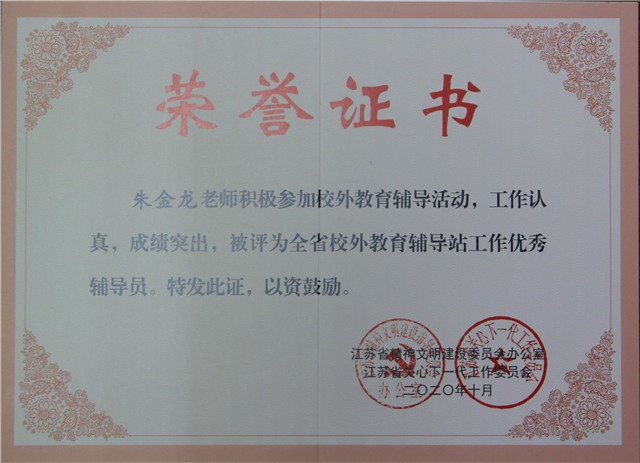 荣誉证书
朱金龙老师积极参加校外教育辅导活动，工作认
真，成绩突出，被评为全省校外教育辅导站工作优秀
辅导员。特发此证，以资鼓励。
江苏省精神文明建设委员会办公室
江苏省关心下一代工作委员会
二〇二〇年十月
办公室